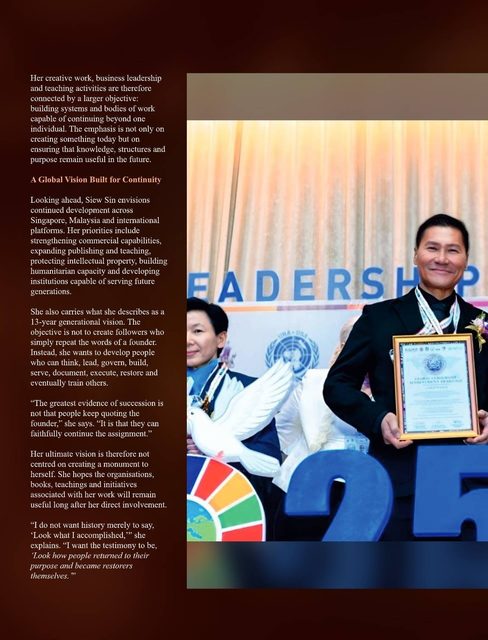 Her creative work, business leadership
and teaching activities are therefore
connected by a larger objective:
building systems and bodies of work
capable of continuing beyond one
individual. The emphasis is not only on
creating something today but on
ensuring that knowledge, structures and
purpose remain useful in the future.
A Global Vision Built for Continuity
Looking ahead, Siew Sin envisions
continued development across
Singapore, Malaysia and international
platforms. Her priorities include
strengthening commercial capabilities,
expanding publishing and teaching,
protecting intellectual property, building
humanitarian capacity and developing
institutions capable of serving future
generations.
She also carries what she describes as a
13-year generational vision. The
objective is not to create followers who
simply repeat the words of a founder.
Instead, she wants to develop people
who can think, lead, govern, build,
serve, document, execute, restore and
eventually train others.
“The greatest evidence of succession is
not that people keep quoting the
founder,” she says. “It is that they can
faithfully continue the assignment.”
Her ultimate vision is therefore not
centred on creating a monument to
herself. She hopes the organisations,
books, teachings and initiatives
associated with her work will remain
useful long after her direct involvement.
“I do not want history merely to say,
‘Look what I accomplished,’” she
explains. “I want the testimony to be,
‘Look how people returned to their
purpose and became restorers
themselves.’”
EADERSHIP
25